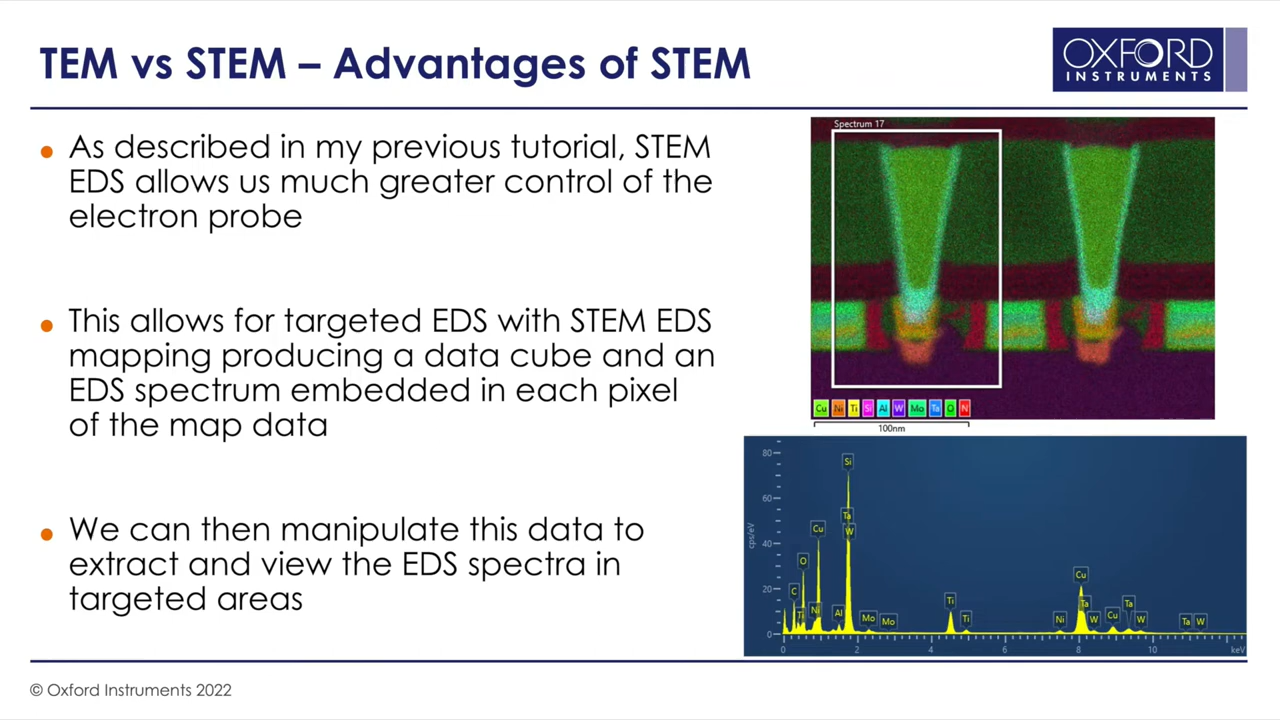 TEM vs STEM – Advantages of STEM
OXFORD
INSTRUMENTS
• As described in my previous tutorial, STEM
EDS allows us much greater control of the
electron probe
• This allows for targeted EDS with STEM EDS
mapping producing a data cube and an
EDS spectrum embedded in each pixel
of the map data
• We can then manipulate this data to
extract and view the EDS spectra in
targeted areas
Spectrum 17
Cu Ni Ti Si Al W Mo Ta O N
100nm
80
Si
60
Ta
Cu
W
cps/eV
40
O
Cu
20
C
Ti
Ta
Ta
Ti
Ni
Al
Mo
Mo
Ti
Ni
W
Cu
W
Ta
W
0
0 2 4 6 8 10 keV
© Oxford Instruments 2022